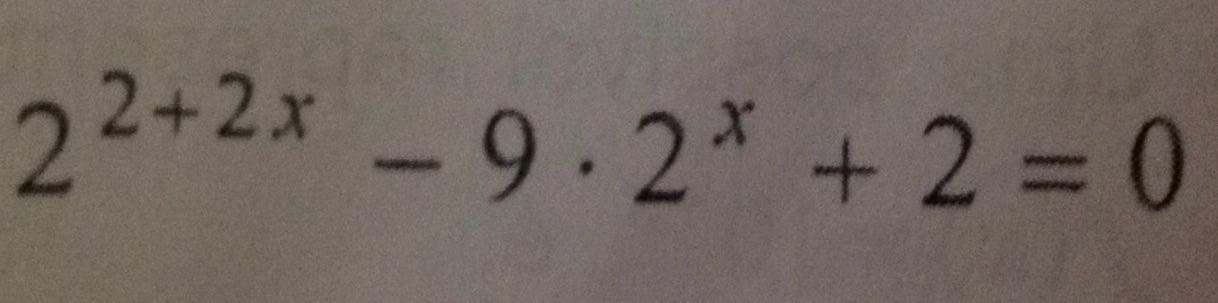 2^{2+2x} − 9 · 2^x + 2 = 0